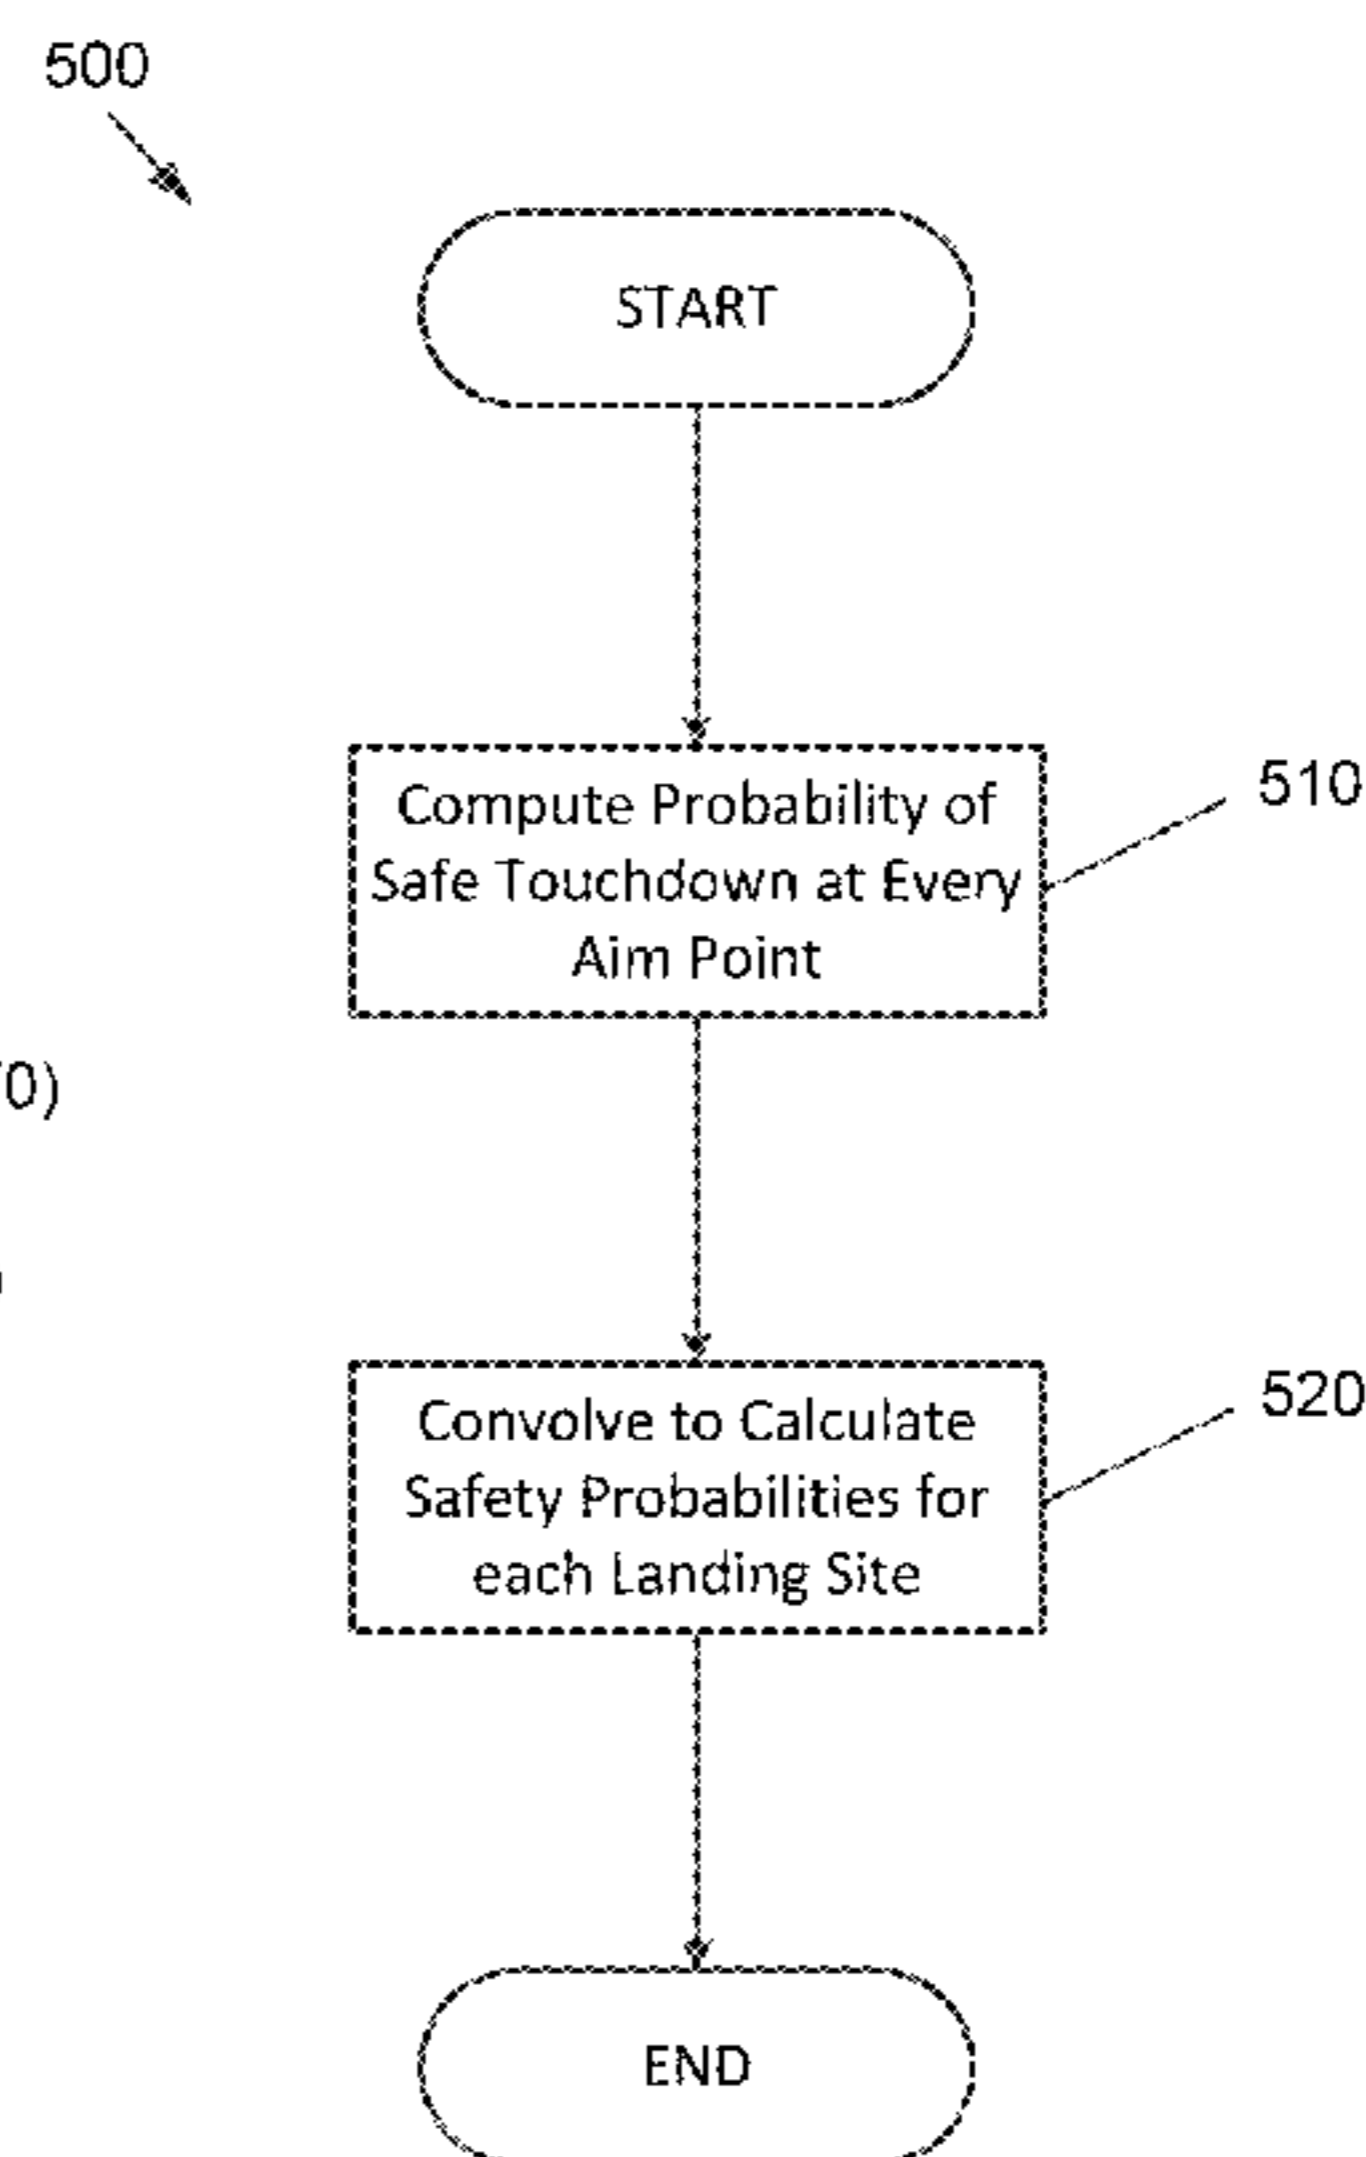 500
START
Compute Probability of
Safe Touchdown at Every
Aim Point
510
0)
Convolve to Calculate
Safety Probabilities for
each Landing Site
520
END